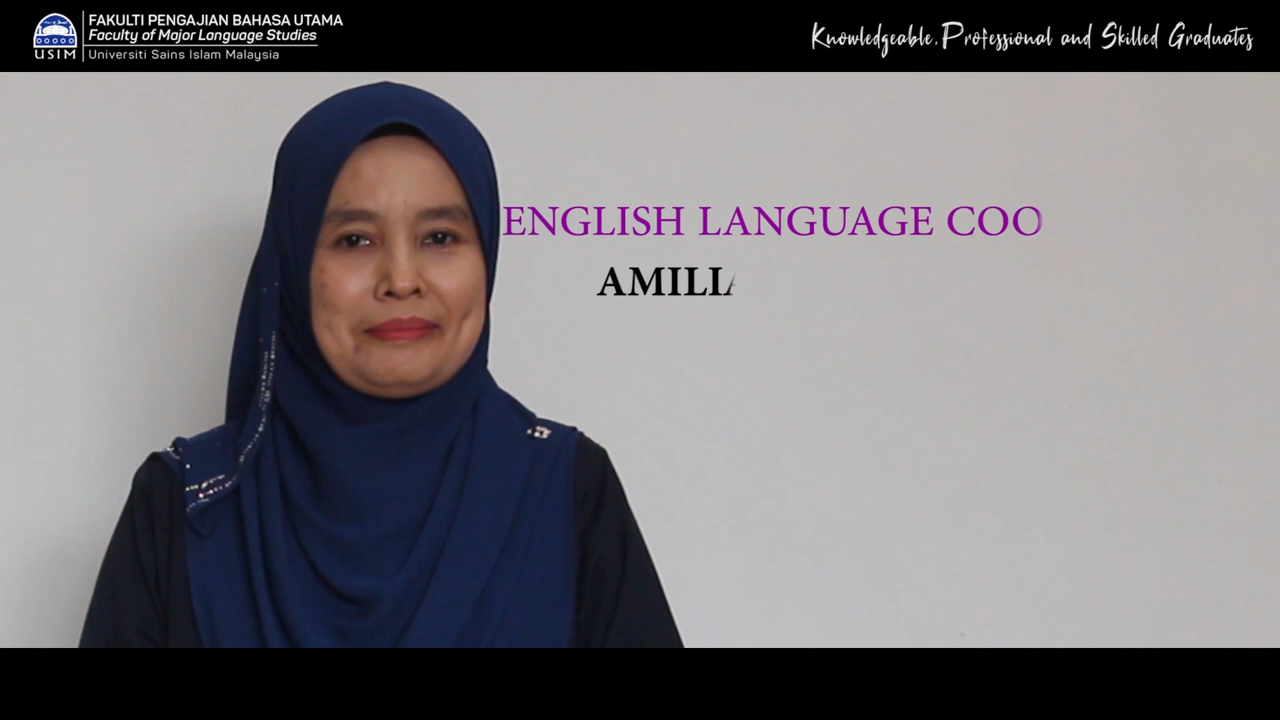 FAKULTI PENGAJIAN BAHASA UTAMA
Faculty of Major Language Studies
Universiti Sains Islam Malaysia
USIM
Knowledgeable. Professional and Skilled Graduates
ENGLISH LANGUAGE COO
AMILIA